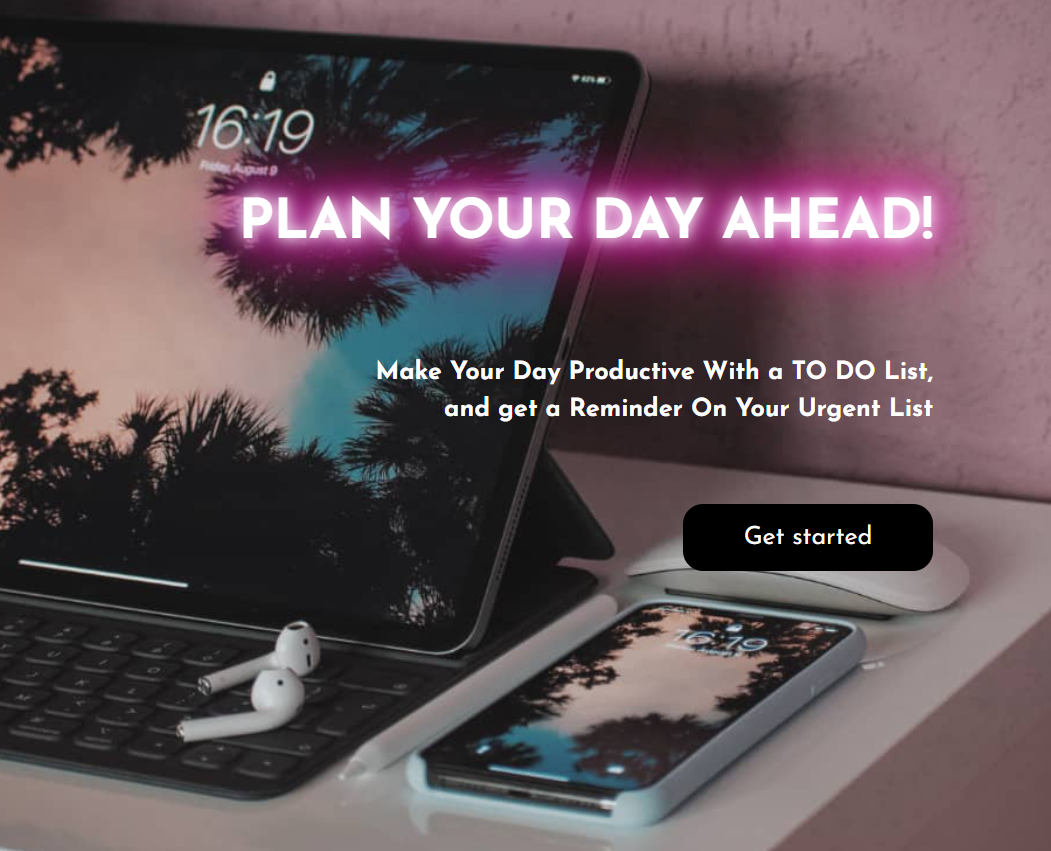 16:19
Friday, August 9
PLAN YOUR DAY AHEAD!
Make Your Day Productive With a TO DO List,
and get a Reminder On Your Urgent List
Get started
16:19